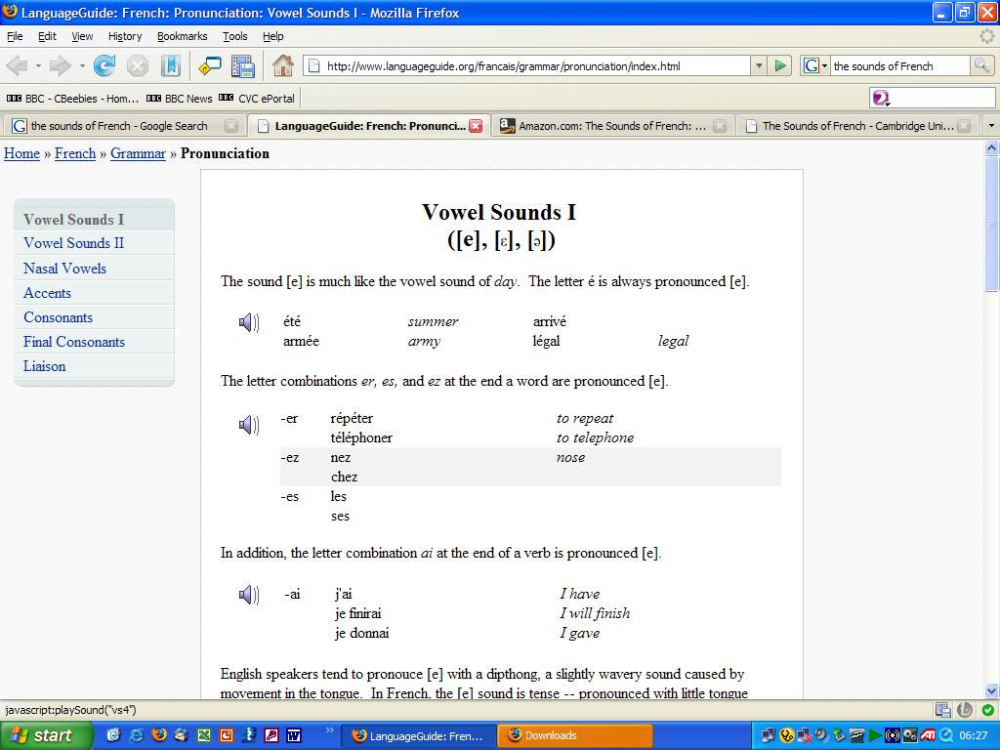 LanguageGuide: French: Pronunciation: Vowel Sounds I - Mozilla Firefox
File Edit View History Bookmarks Tools Help
http://www.languageguide.org/francais/grammar/pronunciation/index.html
G the sounds of French
BBC BBC - CBeebies - Hom... BBC BBC News BBC CVC ePortal
G the sounds of French - Google Search
LanguageGuide: French: Pronunci...
Amazon.com: The Sounds of French: ...
The Sounds of French - Cambridge Uni...
Home » French » Grammar » Pronunciation
Vowel Sounds I
Vowel Sounds II
Nasal Vowels
Accents
Consonants
Final Consonants
Liaison
Vowel Sounds I
([e], [ε], [ə])
The sound [e] is much like the vowel sound of day. The letter é is always pronounced [e].
été summer arrivé
armée army légal legal
The letter combinations er, es, and ez at the end a word are pronounced [e].
-er répéter to repeat
téléphoner to telephone
-ez nez nose
chez
-es les
ses
In addition, the letter combination ai at the end of a verb is pronounced [e].
-ai j'ai I have
je finirai I will finish
je donnai I gave
English speakers tend to pronouce [e] with a dipthong, a slightly wavery sound caused by
movement in the tongue. In French, the [e] sound is tense -- pronounced with little tongue
javascript:playSound("vs4")
start
LanguageGuide: Fren...
Downloads
06:27